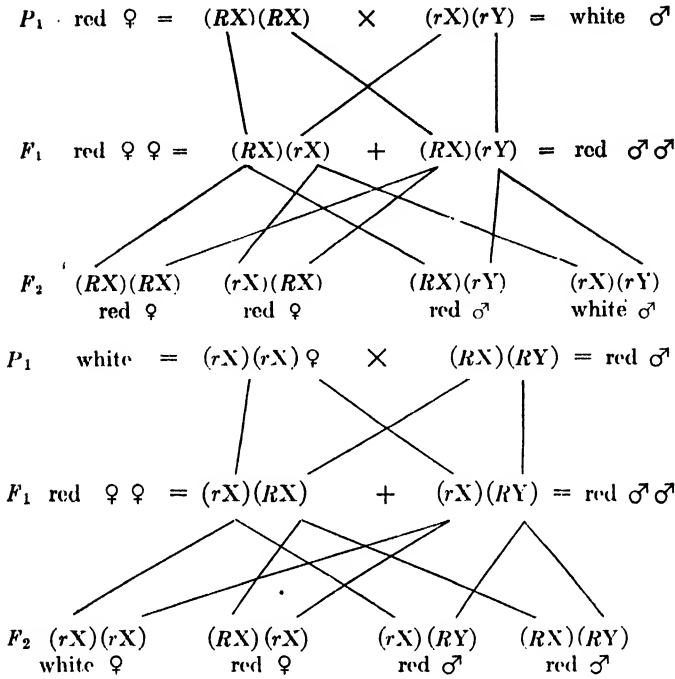 P₁ red ♀ = (RX)(RX) × (rX)(rY) = white ♂
F₁ red ♀ ♀ = (RX)(rX) + (RX)(rY) = red ♂♂
F₂ (RX)(RX) (rX)(RX) (RX)(rY) (rX)(rY)
red ♀ red ♀ red ♂ white ♂
P₁ white = (rX)(rX) ♀ × (RX)(RY) = red ♂
F₁ red ♀ ♀ = (rX)(RX) + (rX)(RY) = red ♂♂
F₂ (rX)(rX) (RX)(rX) (rX)(RY) (RX)(RY)
white ♀ red ♀ red ♂ red ♂